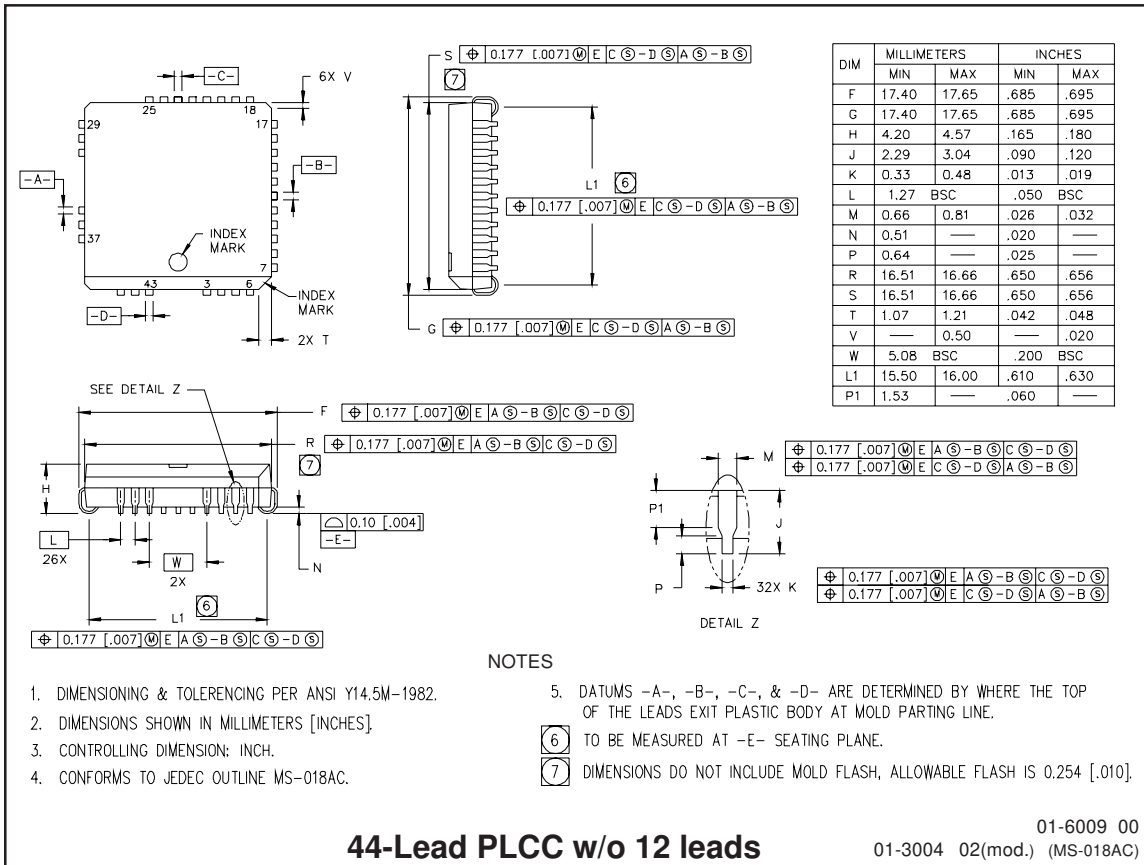 S ⌖ 0.177 [.007] Ⓜ E C Ⓢ-D Ⓢ A Ⓢ-B Ⓢ
7
-C-
6X V
25
18
29
17
-B-
-A-
37
INDEX
MARK
7
43
3
6
INDEX
MARK
-D-
2X T
L1 6
⌖ 0.177 [.007] Ⓜ E C Ⓢ-D Ⓢ A Ⓢ-B Ⓢ
G ⌖ 0.177 [.007] Ⓜ E C Ⓢ-D Ⓢ A Ⓢ-B Ⓢ
DIM MILLIMETERS INCHES
MIN MAX MIN MAX
F 17.40 17.65 .685 .695
G 17.40 17.65 .685 .695
H 4.20 4.57 .165 .180
J 2.29 3.04 .090 .120
K 0.33 0.48 .013 .019
L 1.27 BSC .050 BSC
M 0.66 0.81 .026 .032
N 0.51 — .020 —
P 0.64 — .025 —
R 16.51 16.66 .650 .656
S 16.51 16.66 .650 .656
T 1.07 1.21 .042 .048
V — 0.50 — .020
W 5.08 BSC .200 BSC
L1 15.50 16.00 .610 .630
P1 1.53 — .060 —
SEE DETAIL Z
F ⌖ 0.177 [.007] Ⓜ E A Ⓢ-B Ⓢ C Ⓢ-D Ⓢ
R ⌖ 0.177 [.007] Ⓜ E A Ⓢ-B Ⓢ C Ⓢ-D Ⓢ
7
H
⌓ 0.10 [.004]
-E-
L
26X
W
2X
N
6
L1
⌖ 0.177 [.007] Ⓜ E A Ⓢ-B Ⓢ C Ⓢ-D Ⓢ
M ⌖ 0.177 [.007] Ⓜ E A Ⓢ-B Ⓢ C Ⓢ-D Ⓢ
⌖ 0.177 [.007] Ⓜ E C Ⓢ-D Ⓢ A Ⓢ-B Ⓢ
P1
J
P
32X K
⌖ 0.177 [.007] Ⓜ E A Ⓢ-B Ⓢ C Ⓢ-D Ⓢ
⌖ 0.177 [.007] Ⓜ E C Ⓢ-D Ⓢ A Ⓢ-B Ⓢ
DETAIL Z
NOTES
1. DIMENSIONING & TOLERENCING PER ANSI Y14.5M-1982.
2. DIMENSIONS SHOWN IN MILLIMETERS [INCHES].
3. CONTROLLING DIMENSION: INCH.
4. CONFORMS TO JEDEC OUTLINE MS-018AC.
5. DATUMS -A-, -B-, -C-, & -D- ARE DETERMINED BY WHERE THE TOP
OF THE LEADS EXIT PLASTIC BODY AT MOLD PARTING LINE.
6 TO BE MEASURED AT -E- SEATING PLANE.
7 DIMENSIONS DO NOT INCLUDE MOLD FLASH, ALLOWABLE FLASH IS 0.254 [.010].
44-Lead PLCC w/o 12 leads
01-6009 00
01-3004 02(mod.) (MS-018AC)